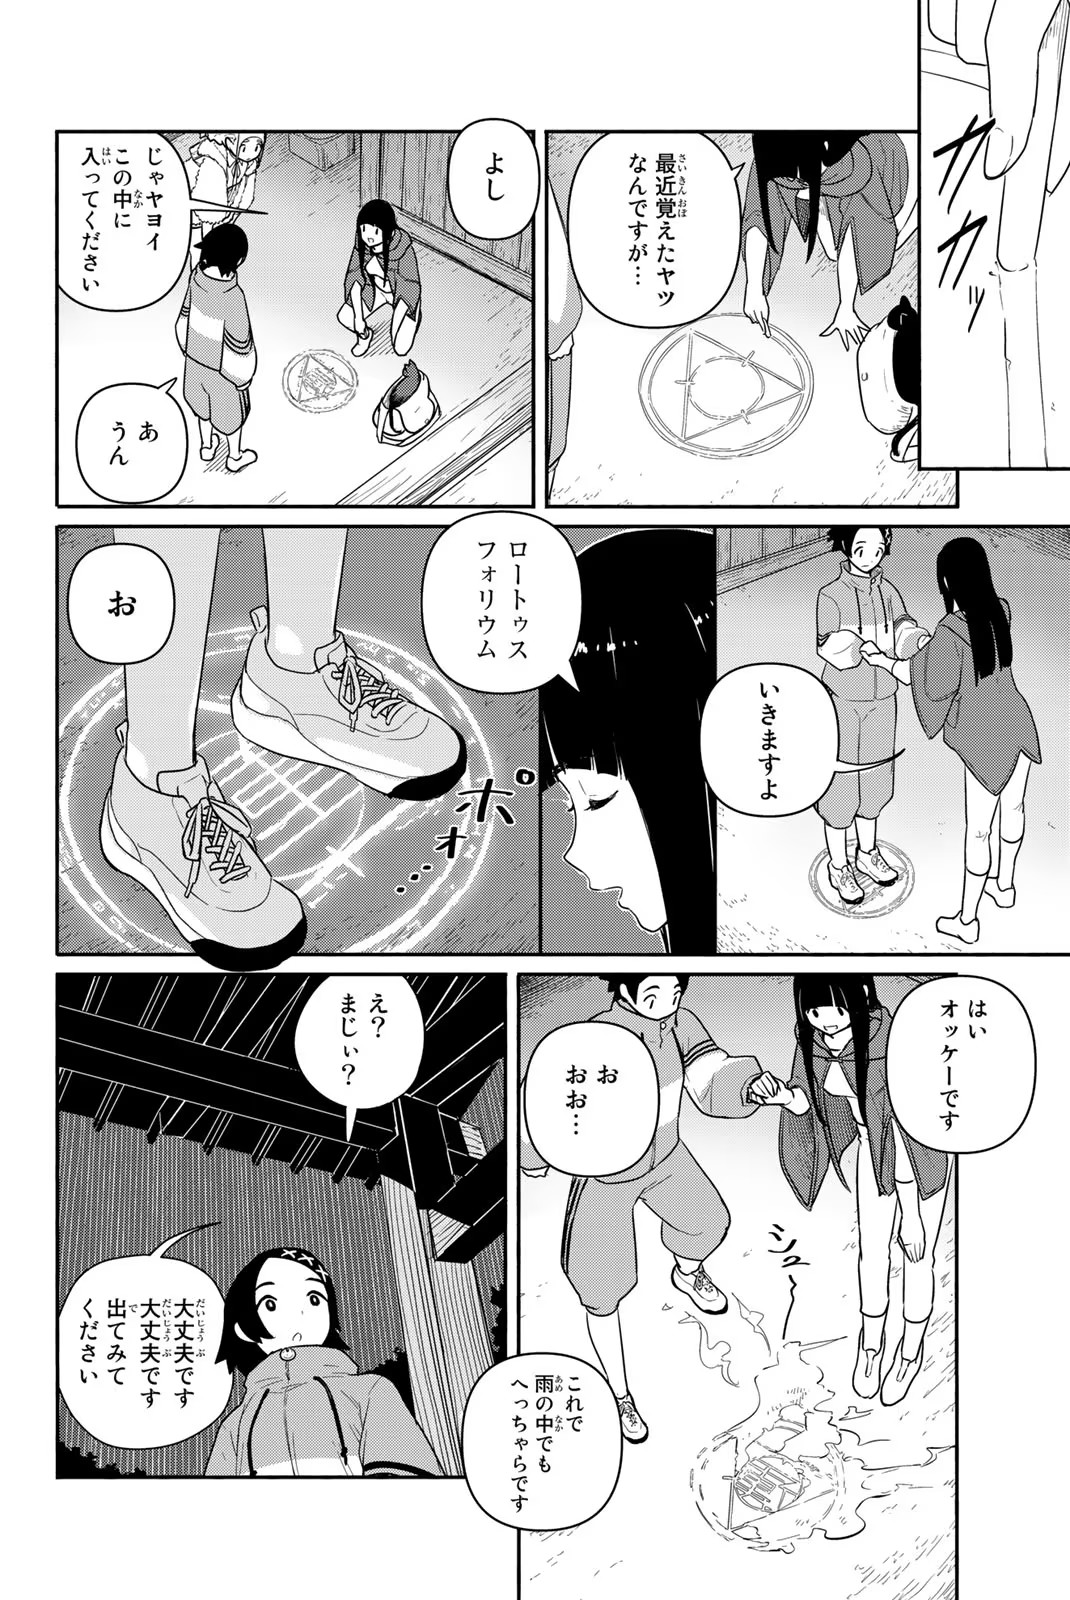 カッ
カッ
最近覚えたヤツ
なんですが…
よし
じゃヤヨイ
この中に
入ってください
あ
うん
いきますよ
ロートゥス
フォリウム
お
ポォ…
はい
オッケーです
お
おお…
シュー
これで
雨の中でも
へっちゃらです
え?
まじぃ?
大丈夫です
大丈夫です
出てみて
ください